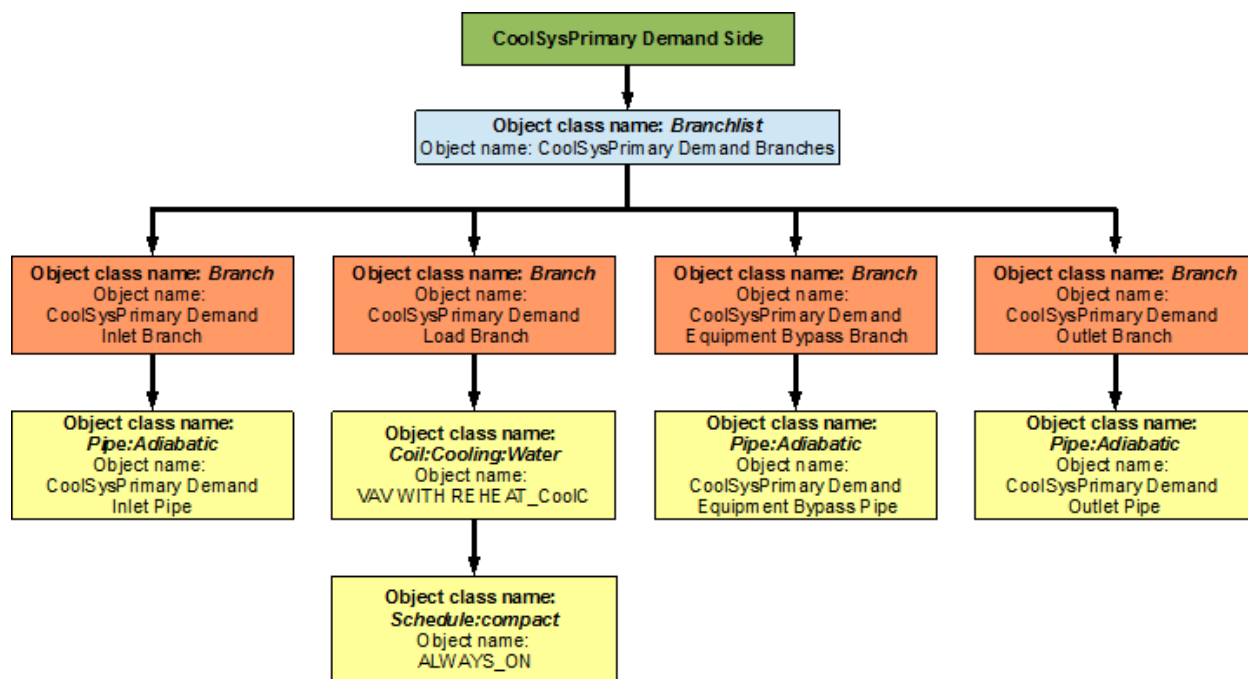 CoolSysPrimary Demand Side
Object class name: Branchlist
Object name: CoolSysPrimary Demand Branches
Object class name: Branch
Object name:
CoolSysPrimary Demand
Inlet Branch
Object class name: Branch
Object name:
CoolSysPrimary Demand
Load Branch
Object class name: Branch
Object name:
CoolSysPrimary Demand
Equipment Bypass Branch
Object class name: Branch
Object name:
CoolSysPrimary Demand
Outlet Branch
Object class name:
Pipe:Adiabatic
Object name:
CoolSysPrimary Demand
Inlet Pipe
Object class name:
Coil:Cooling:Water
Object name:
VAV WITH REHEAT_CoolC
Object class name:
Pipe:Adiabatic
Object name:
CoolSysPrimary Demand
Equipment Bypass Pipe
Object class name:
Pipe:Adiabatic
Object name:
CoolSysPrimary Demand
Outlet Pipe
Object class name:
Schedule:compact
Object name:
ALWAYS_ON